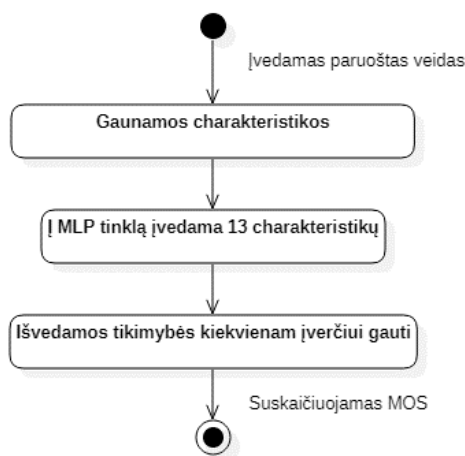 Įvedamas paruoštas veidas
Gaunamos charakteristikos
Į MLP tinklą įvedama 13 charakteristikų
Išvedamos tikimybės kiekvienam įverčiui gauti
Suskaičiuojamas MOS